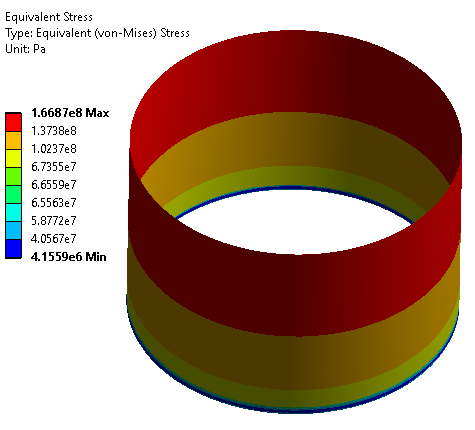 Equivalent Stress
Type: Equivalent (von-Mises) Stress
Unit: Pa
1.6687e8 Max
1.3738e8
1.0237e8
6.7355e7
6.6559e7
6.5563e7
5.8772e7
4.0567e7
4.1559e6 Min